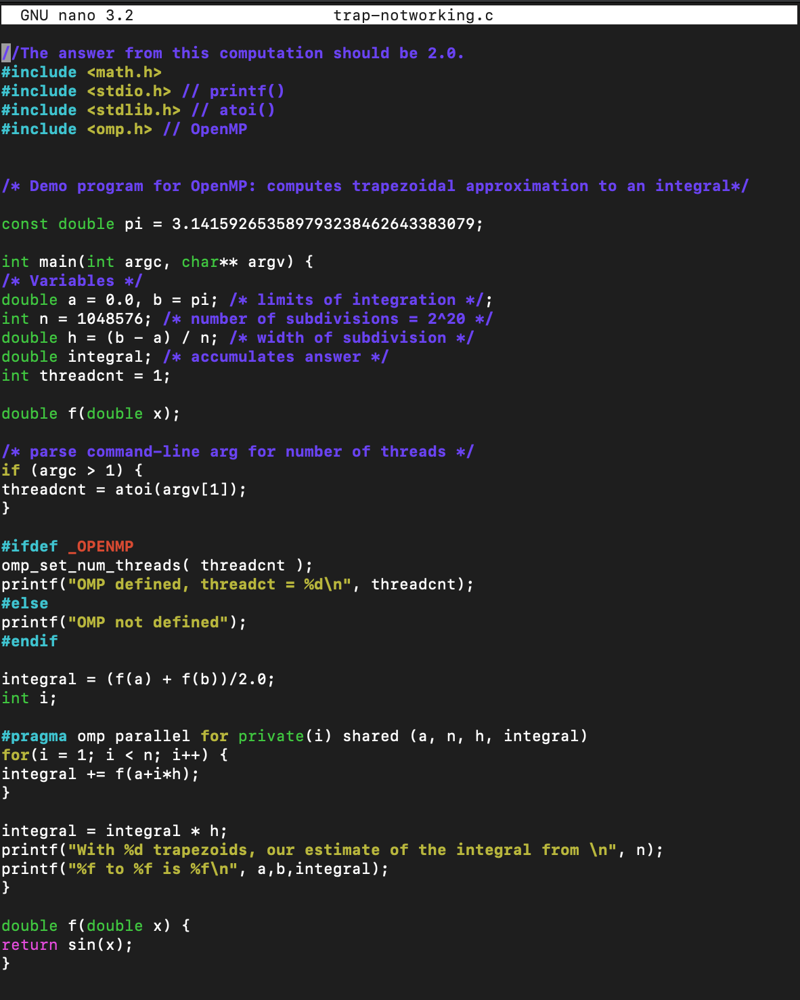 GNU nano 3.2 trap-notworking.c
//The answer from this computation should be 2.0.
#include <math.h>
#include <stdio.h> // printf()
#include <stdlib.h> // atoi()
#include <omp.h> // OpenMP
/* Demo program for OpenMP: computes trapezoidal approximation to an integral*/
const double pi = 3.141592653589793238462643383079;
int main(int argc, char** argv) {
/* Variables */
double a = 0.0, b = pi; /* limits of integration */;
int n = 1048576; /* number of subdivisions = 2^20 */
double h = (b - a) / n; /* width of subdivision */
double integral; /* accumulates answer */
int threadcnt = 1;
double f(double x);
/* parse command-line arg for number of threads */
if (argc > 1) {
threadcnt = atoi(argv[1]);
}
#ifdef _OPENMP
omp_set_num_threads( threadcnt );
printf("OMP defined, threadct = %d\n", threadcnt);
#else
printf("OMP not defined");
#endif
integral = (f(a) + f(b))/2.0;
int i;
#pragma omp parallel for private(i) shared (a, n, h, integral)
for(i = 1; i < n; i++) {
integral += f(a+i*h);
}
integral = integral * h;
printf("With %d trapezoids, our estimate of the integral from \n", n);
printf("%f to %f is %f\n", a,b,integral);
}
double f(double x) {
return sin(x);
}